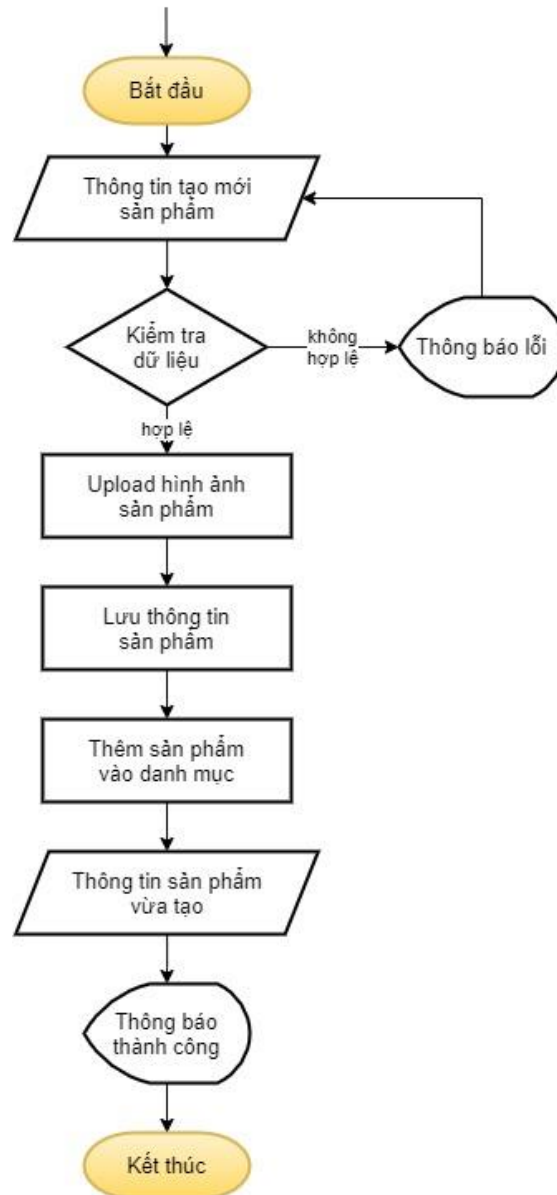 Bắt đầu
Thông tin tạo mới
sản phẩm
Kiểm tra
dữ liệu
không
hợp lệ
Thông báo lỗi
hợp lệ
Upload hình ảnh
sản phẩm
Lưu thông tin
sản phẩm
Thêm sản phẩm
vào danh mục
Thông tin sản phẩm
vừa tạo
Thông báo
thành công
Kết thúc